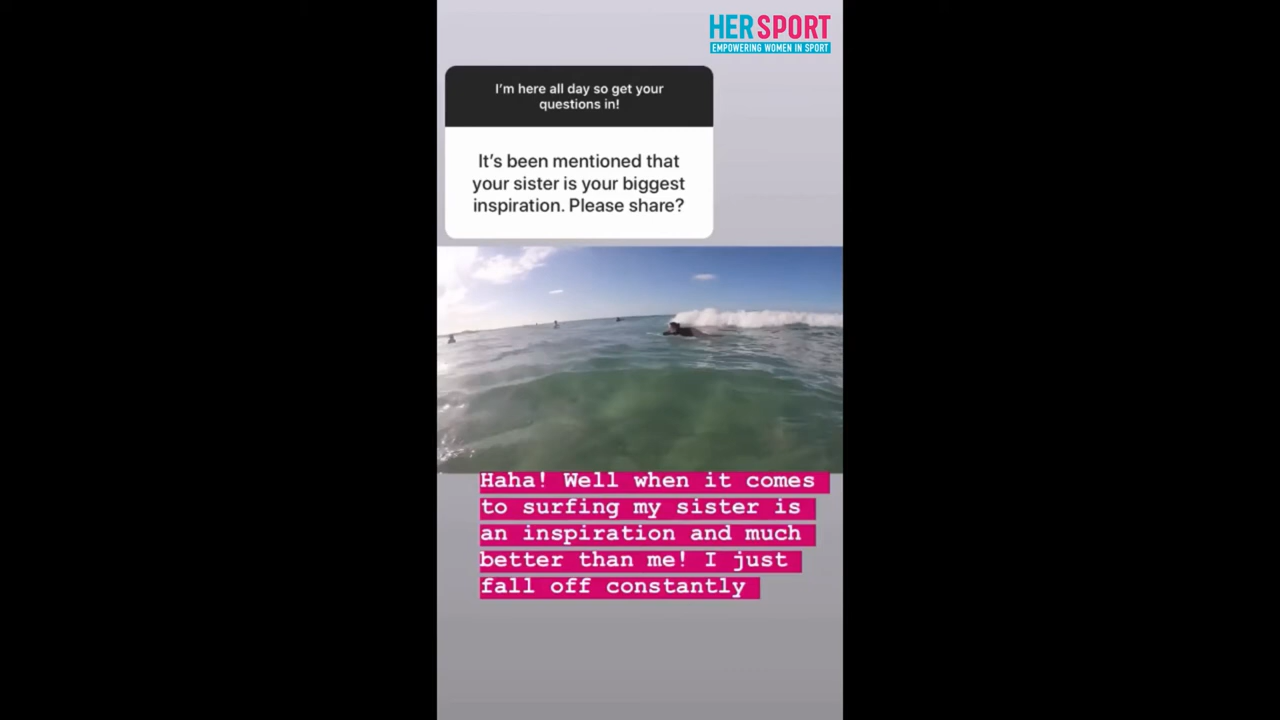 HER SPORT
EMPOWERING WOMEN IN SPORT
I'm here all day so get your
questions in!
It's been mentioned that
your sister is your biggest
inspiration. Please share?
Haha! Well when it comes
to surfing my sister is
an inspiration and much
better than me! I just
fall off constantly